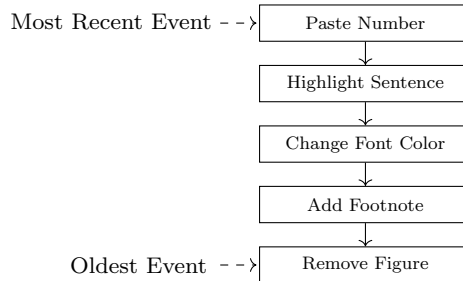 Most Recent Event
Paste Number
Highlight Sentence
Change Font Color
Add Footnote
Oldest Event
Remove Figure